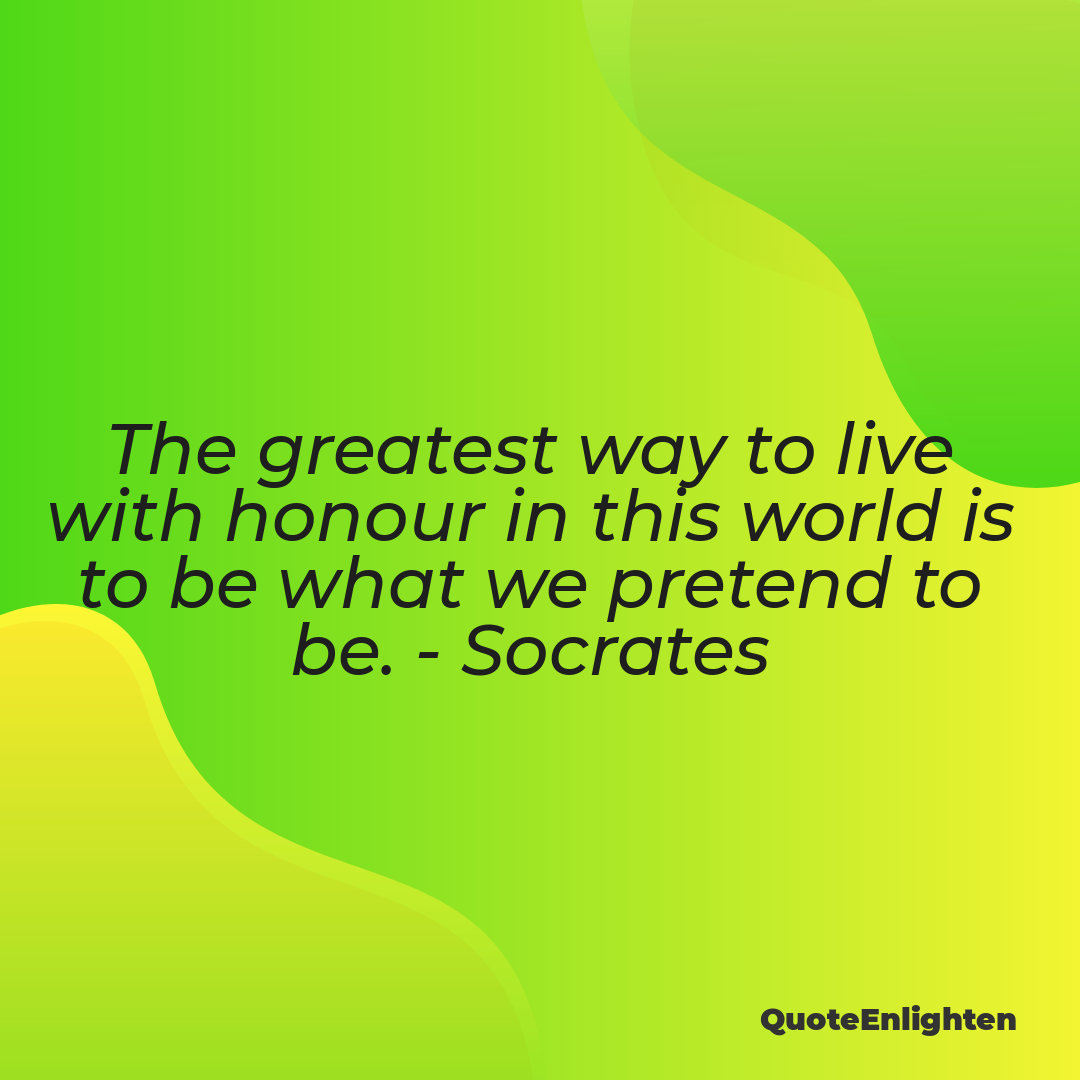 The greatest way to live
with honour in this world is
to be what we pretend to
be. - Socrates
QuoteEnlighten